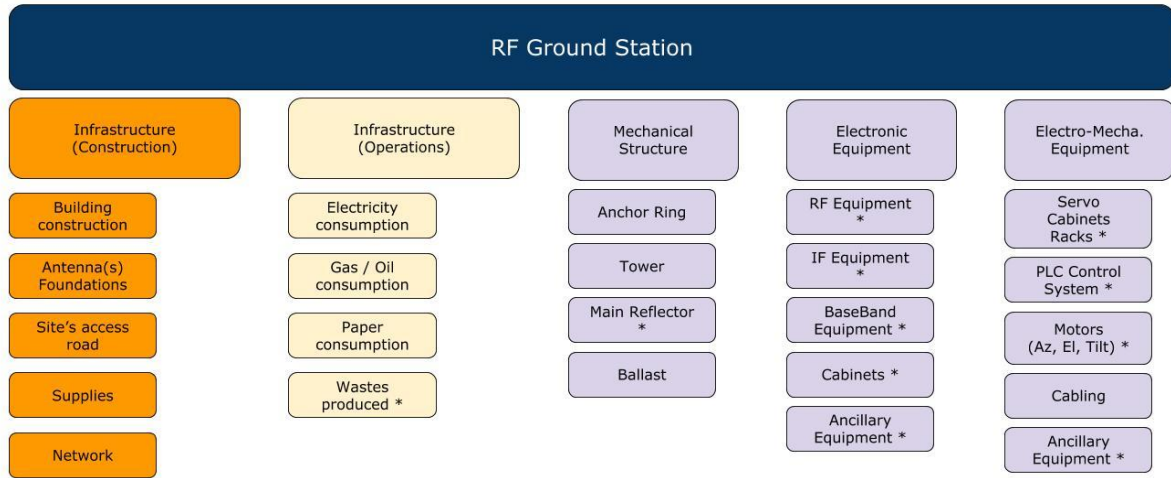 RF Ground Station
Infrastructure
(Construction)
Building
construction
Antenna(s)
Foundations
Site's access
road
Supplies
Network
Infrastructure
(Operations)
Electricity
consumption
Gas / Oil
consumption
Paper
consumption
Wastes
produced *
Mechanical
Structure
Anchor Ring
Tower
Main Reflector
*
Ballast
Electronic
Equipment
RF Equipment
*
IF Equipment
*
BaseBand
Equipment *
Cabinets *
Ancillary
Equipment *
Electro-Mecha.
Equipment
Servo
Cabinets
Racks *
PLC Control
System *
Motors
(Az, El, Tilt) *
Cabling
Ancillary
Equipment *